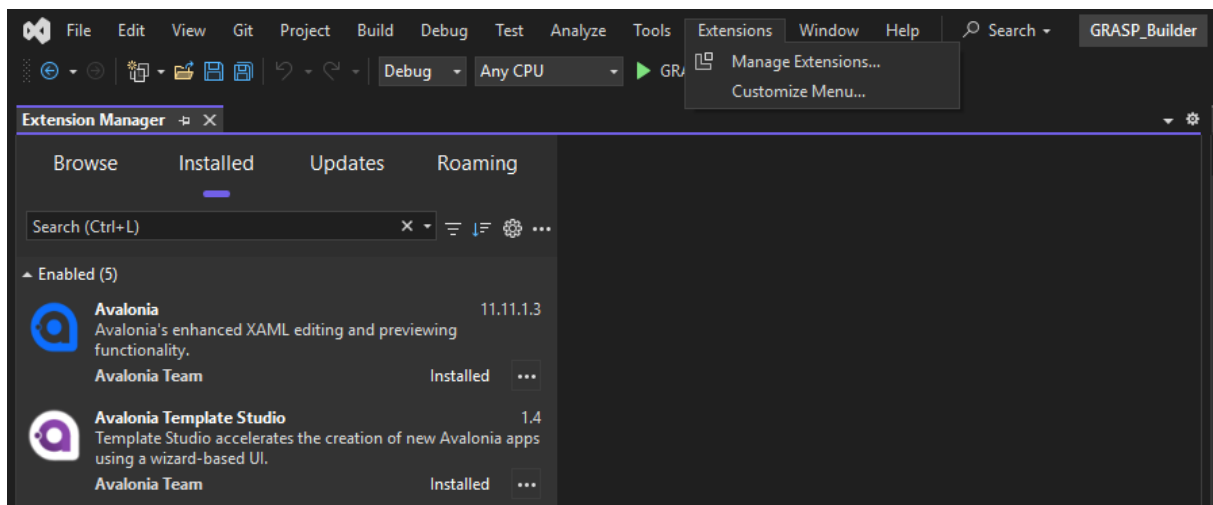 File Edit View Git Project Build Debug Test Analyze Tools Extensions Window Help Search GRASP_Builder
Debug Any CPU GRA
Manage Extensions...
Customize Menu...
Extension Manager
Browse Installed Updates Roaming
Search (Ctrl+L)
Enabled (5)
Avalonia 11.11.1.3
Avalonia's enhanced XAML editing and previewing
functionality.
Avalonia Team Installed
Avalonia Template Studio 1.4
Template Studio accelerates the creation of new Avalonia apps
using a wizard-based UI.
Avalonia Team Installed